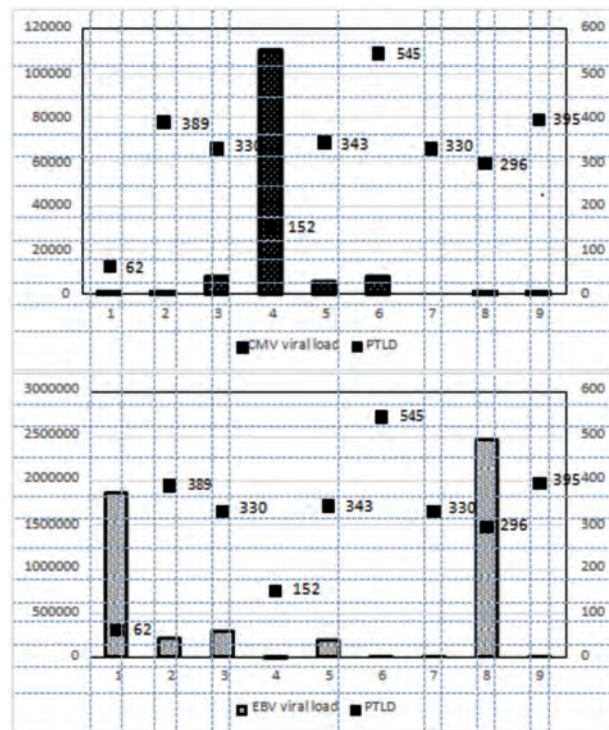 120000 600
545
100000 500
389 395
80000 400
330 343 330
60000 296 300
40000 200
152
20000 100
62
0 0
1 2 3 4 5 6 7 8 9
CMV viral load PTLD
3000000 600
545
2500000 500
389 395
2000000 400
330 343 330
1500000 296 300
1000000 200
152
500000 100
62
0 0
1 2 3 4 5 6 7 8 9
EBV viral load PTLD